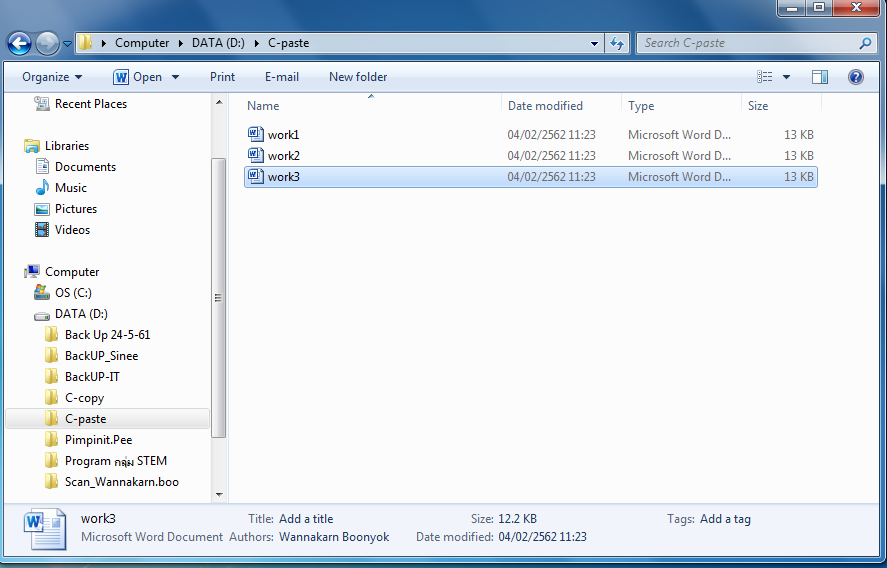 Computer DATA (D:) C-paste Search C-paste
Organize Open Print E-mail New folder
Recent Places
Libraries
Documents
Music
Pictures
Videos
Computer
OS (C:)
DATA (D:)
Back Up 24-5-61
BackUP_Sinee
BackUP-IT
C-copy
C-paste
Pimpinit.Pee
Program กลุ่ม STEM
Scan_Wannakarn.boo
Name Date modified Type Size
work1 04/02/2562 11:23 Microsoft Word D... 13 KB
work2 04/02/2562 11:23 Microsoft Word D... 13 KB
work3 04/02/2562 11:23 Microsoft Word D... 13 KB
work3 Title: Add a title Size: 12.2 KB Tags: Add a tag
Microsoft Word Document Authors: Wannakarn Boonyok Date modified: 04/02/2562 11:23